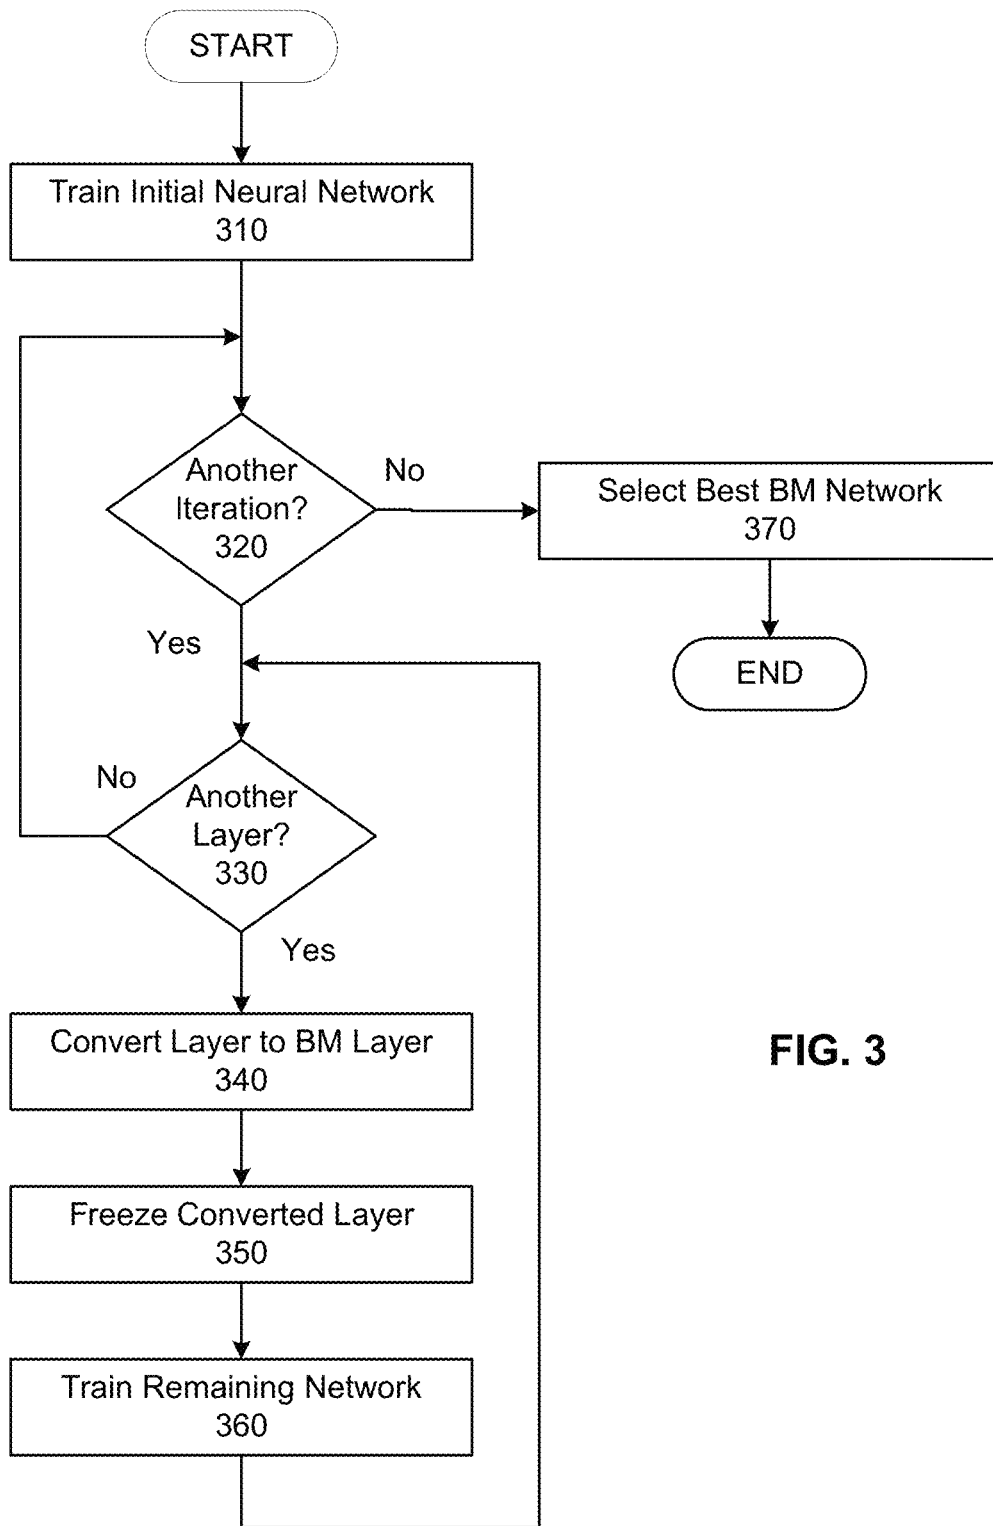 START
Train Initial Neural Network
310
Another
Iteration?
320
No
Select Best BM Network
370
Yes
END
No
Another
Layer?
330
Yes
Convert Layer to BM Layer
340
FIG. 3
Freeze Converted Layer
350
Train Remaining Network
360